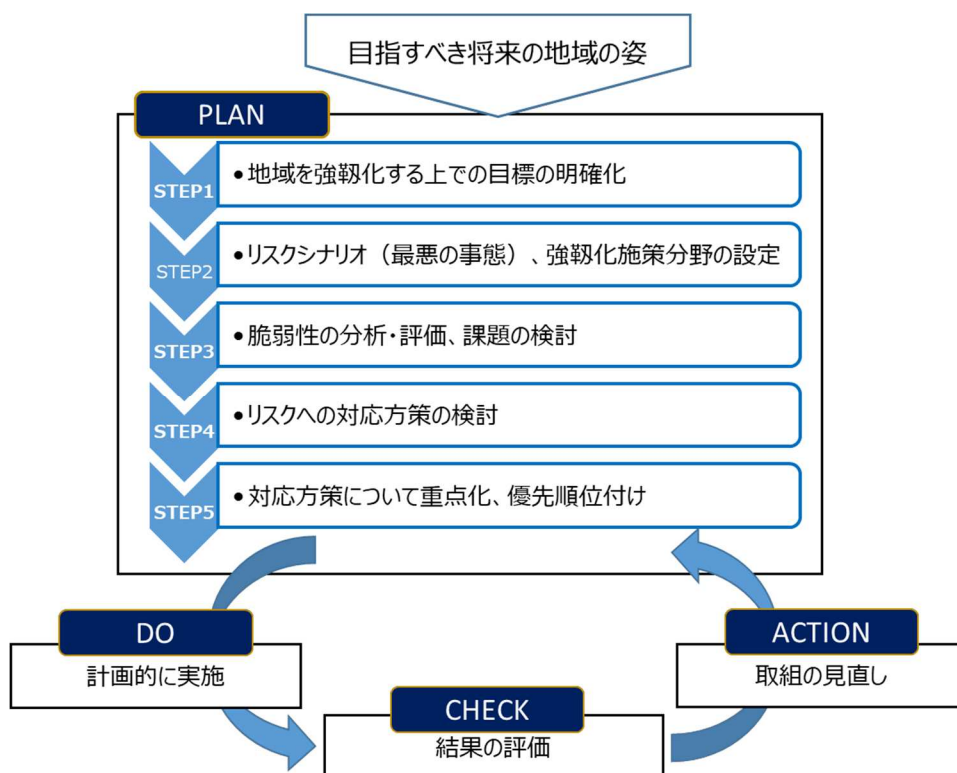 目指すべき将来の地域の姿
PLAN
STEP1
•地域を強靱化する上での目標の明確化
STEP2
•リスクシナリオ（最悪の事態）、強靱化施策分野の設定
STEP3
•脆弱性の分析・評価、課題の検討
STEP4
•リスクへの対応方策の検討
STEP5
•対応方策について重点化、優先順位付け
DO
計画的に実施
CHECK
結果の評価
ACTION
取組の見直し